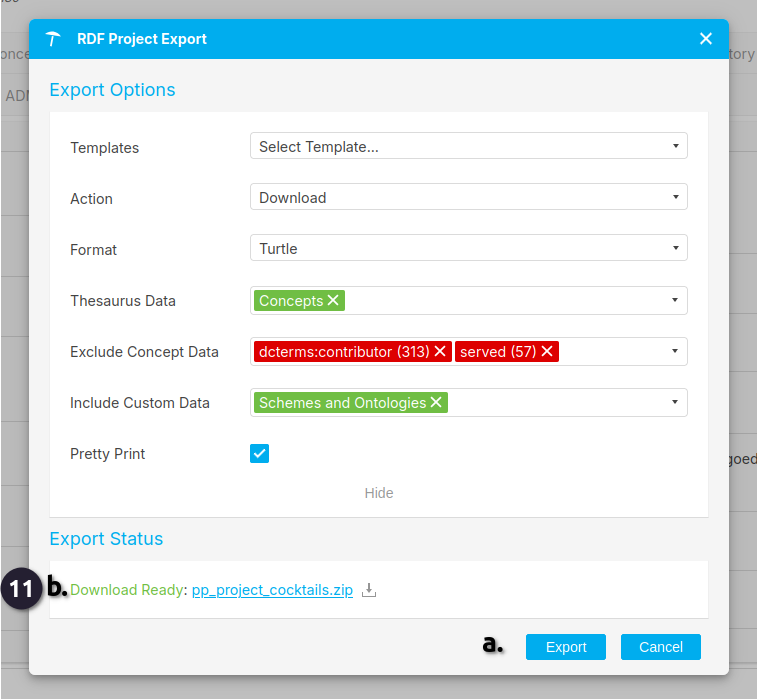 RDF Project Export
once
tory
ADM
Export Options
Templates Select Template...
Action Download
Format Turtle
Thesaurus Data Concepts
Exclude Concept Data dcterms:contributor (313) served (57)
Include Custom Data Schemes and Ontologies
Pretty Print
goed
Hide
Export Status
11 b. Download Ready: pp_project_cocktails.zip
a. Export Cancel